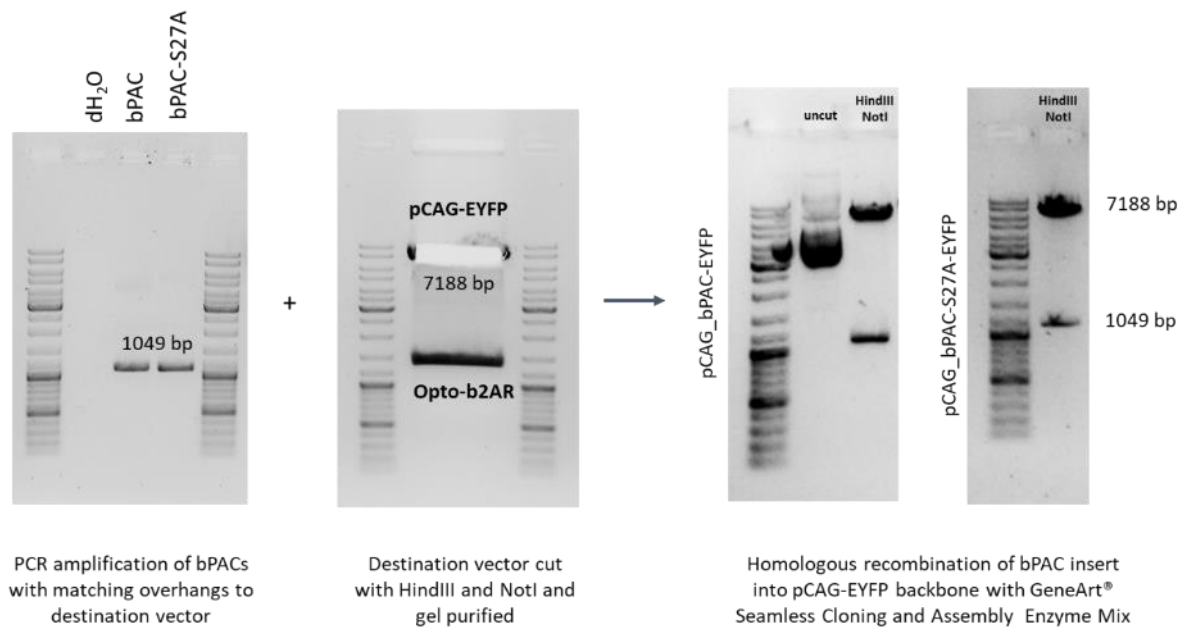 dH₂O
bPAC
bPAC-S27A
1049 bp
PCR amplification of bPACs
with matching overhangs to
destination vector
+
pCAG-EYFP
7188 bp
Opto-b2AR
Destination vector cut
with HindIII and NotI and
gel purified
pCAG_bPAC-EYFP
uncut
HindIII
NotI
pCAG_bPAC-S27A-EYFP
HindIII
NotI
7188 bp
1049 bp
Homologous recombination of bPAC insert
into pCAG-EYFP backbone with GeneArt®
Seamless Cloning and Assembly Enzyme Mix